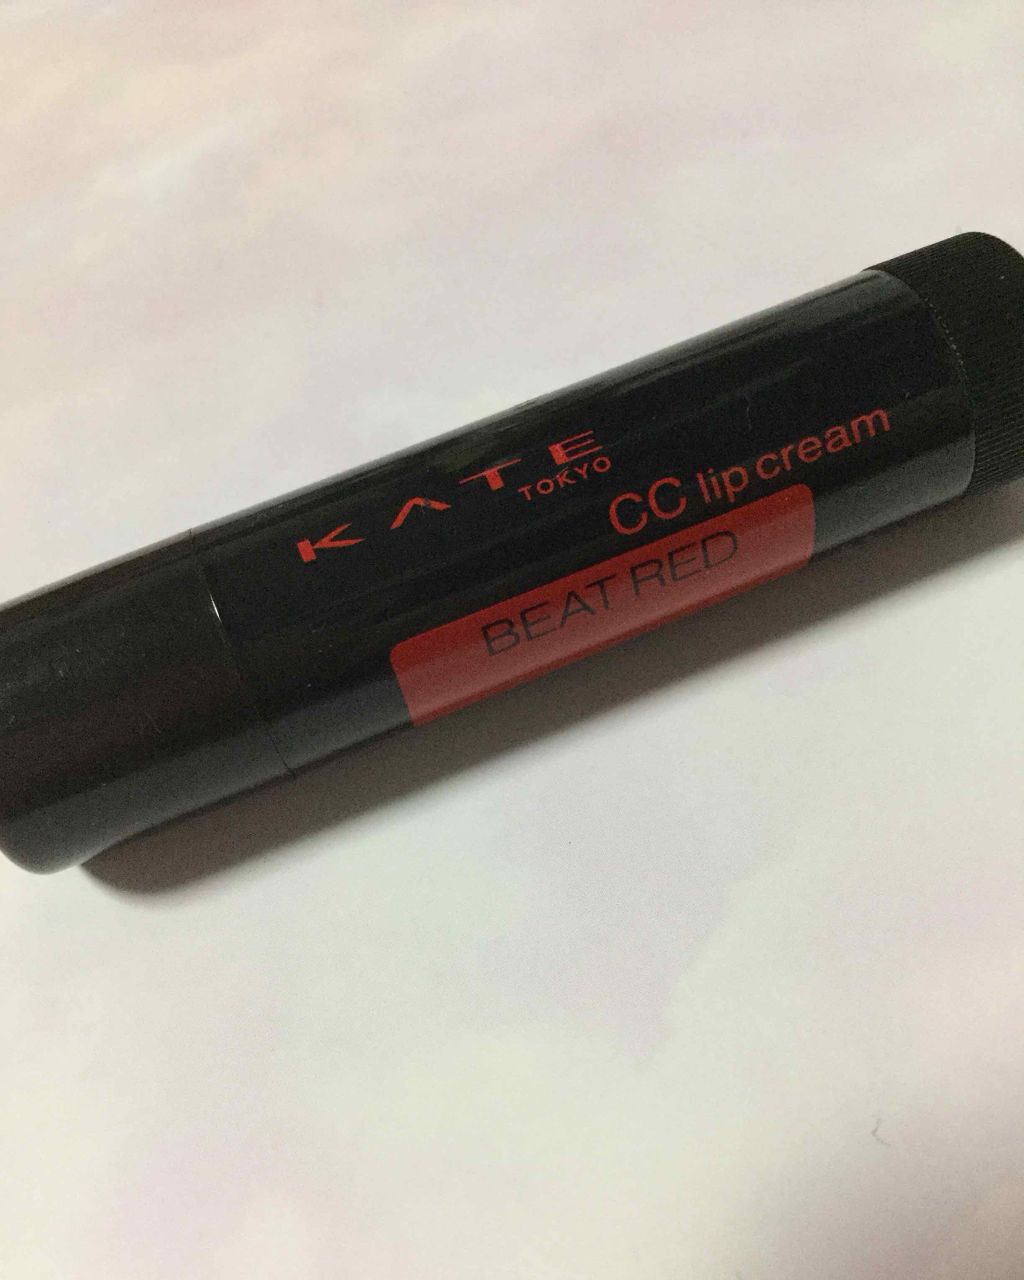 KATE
TOKYO
CC lip cream
BEAT RED